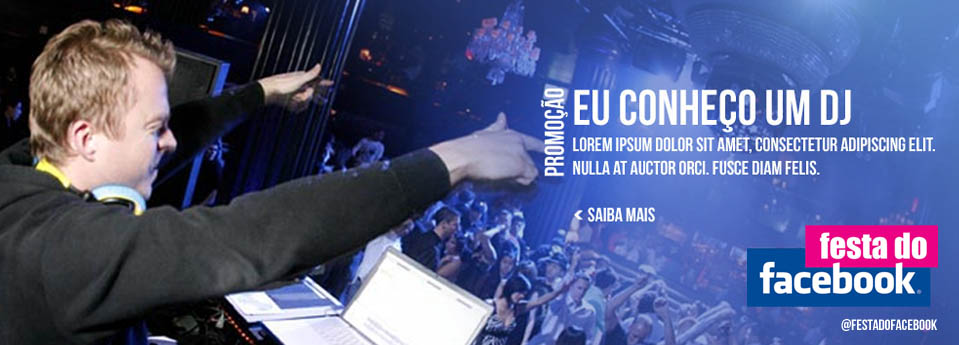 PROMOÇÃO
EU CONHEÇO UM DJ
LOREM IPSUM DOLOR SIT AMET, CONSECTETUR ADIPISCING ELIT.
NULLA AT AUCTOR ORCI. FUSCE DIAM FELIS.
< SAIBA MAIS
festa do
facebook®
@FESTADOFACEBOOK